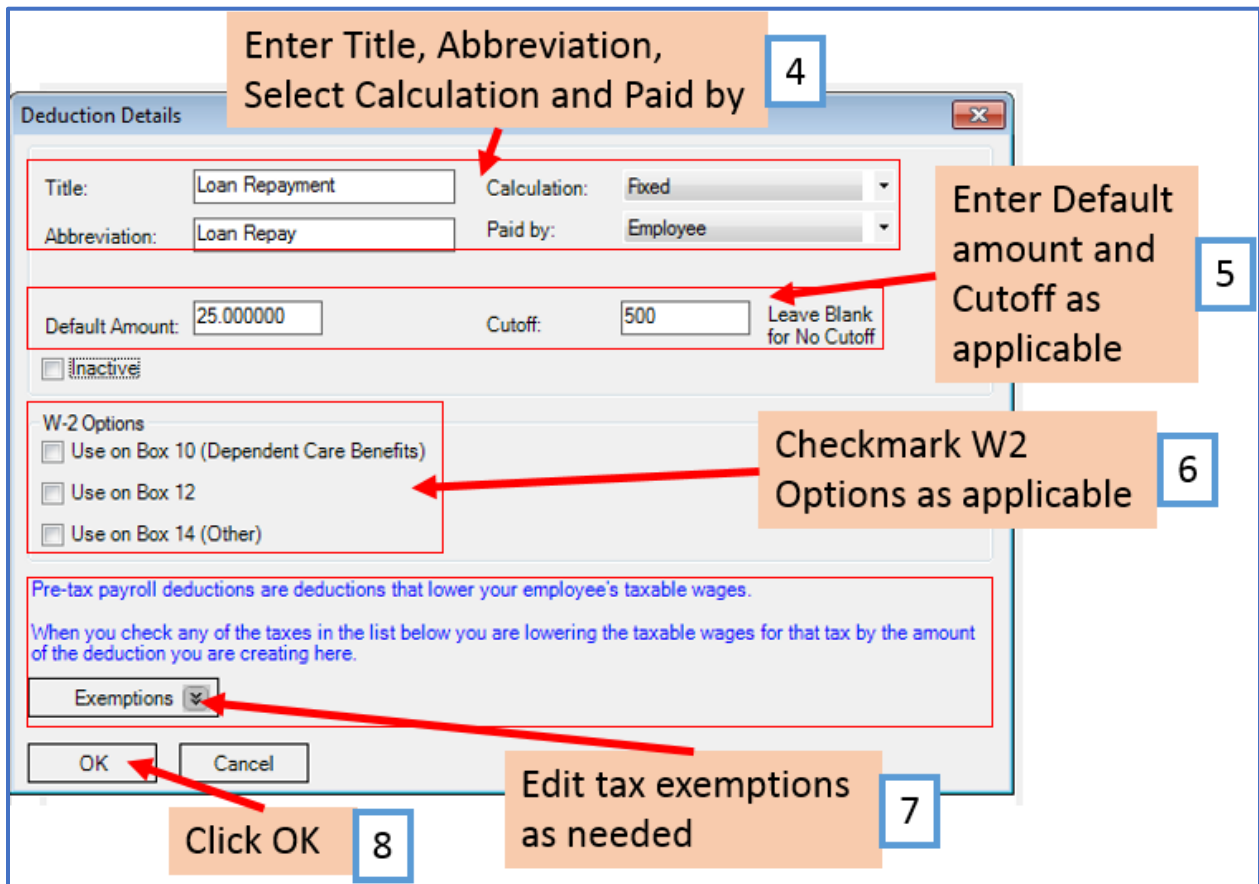 Enter Title, Abbreviation,
Select Calculation and Paid by
4
Deduction Details
Title:
Loan Repayment
Calculation:
Fixed
Abbreviation:
Loan Repay
Paid by:
Employee
Enter Default
amount and
Cutoff as
applicable
5
Default Amount:
25.000000
Cutoff:
500
Leave Blank
for No Cutoff
Inactive
W-2 Options
Use on Box 10 (Dependent Care Benefits)
Use on Box 12
Use on Box 14 (Other)
Checkmark W2
Options as applicable
6
Pre-tax payroll deductions are deductions that lower your employee's taxable wages.
When you check any of the taxes in the list below you are lowering the taxable wages for that tax by the amount
of the deduction you are creating here.
Exemptions
OK
Cancel
Edit tax exemptions
as needed
7
Click OK
8